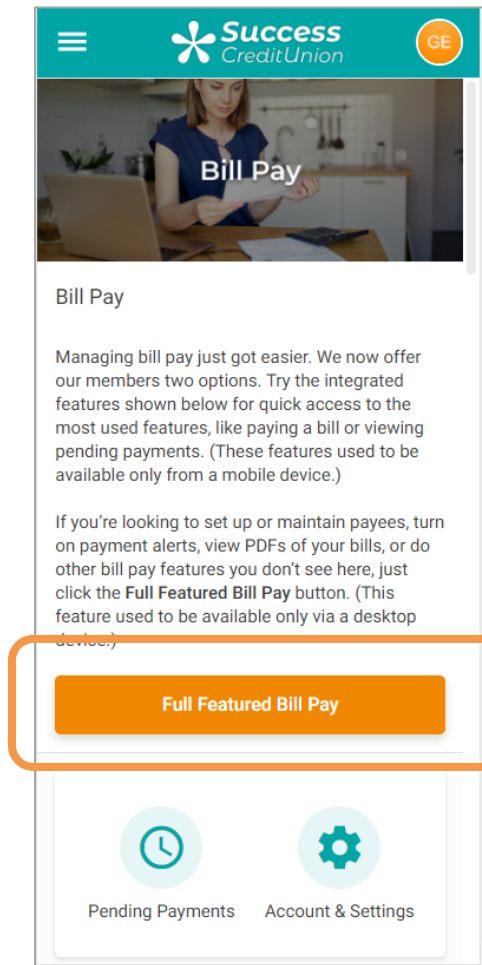 Success
CreditUnion
GE
Bill Pay
Bill Pay
Managing bill pay just got easier. We now offer
our members two options. Try the integrated
features shown below for quick access to the
most used features, like paying a bill or viewing
pending payments. (These features used to be
available only from a mobile device.)
If you’re looking to set up or maintain payees, turn
on payment alerts, view PDFs of your bills, or do
other bill pay features you don’t see here, just
click the Full Featured Bill Pay button. (This
feature used to be available only via a desktop
device.)
Full Featured Bill Pay
Pending Payments
Account & Settings